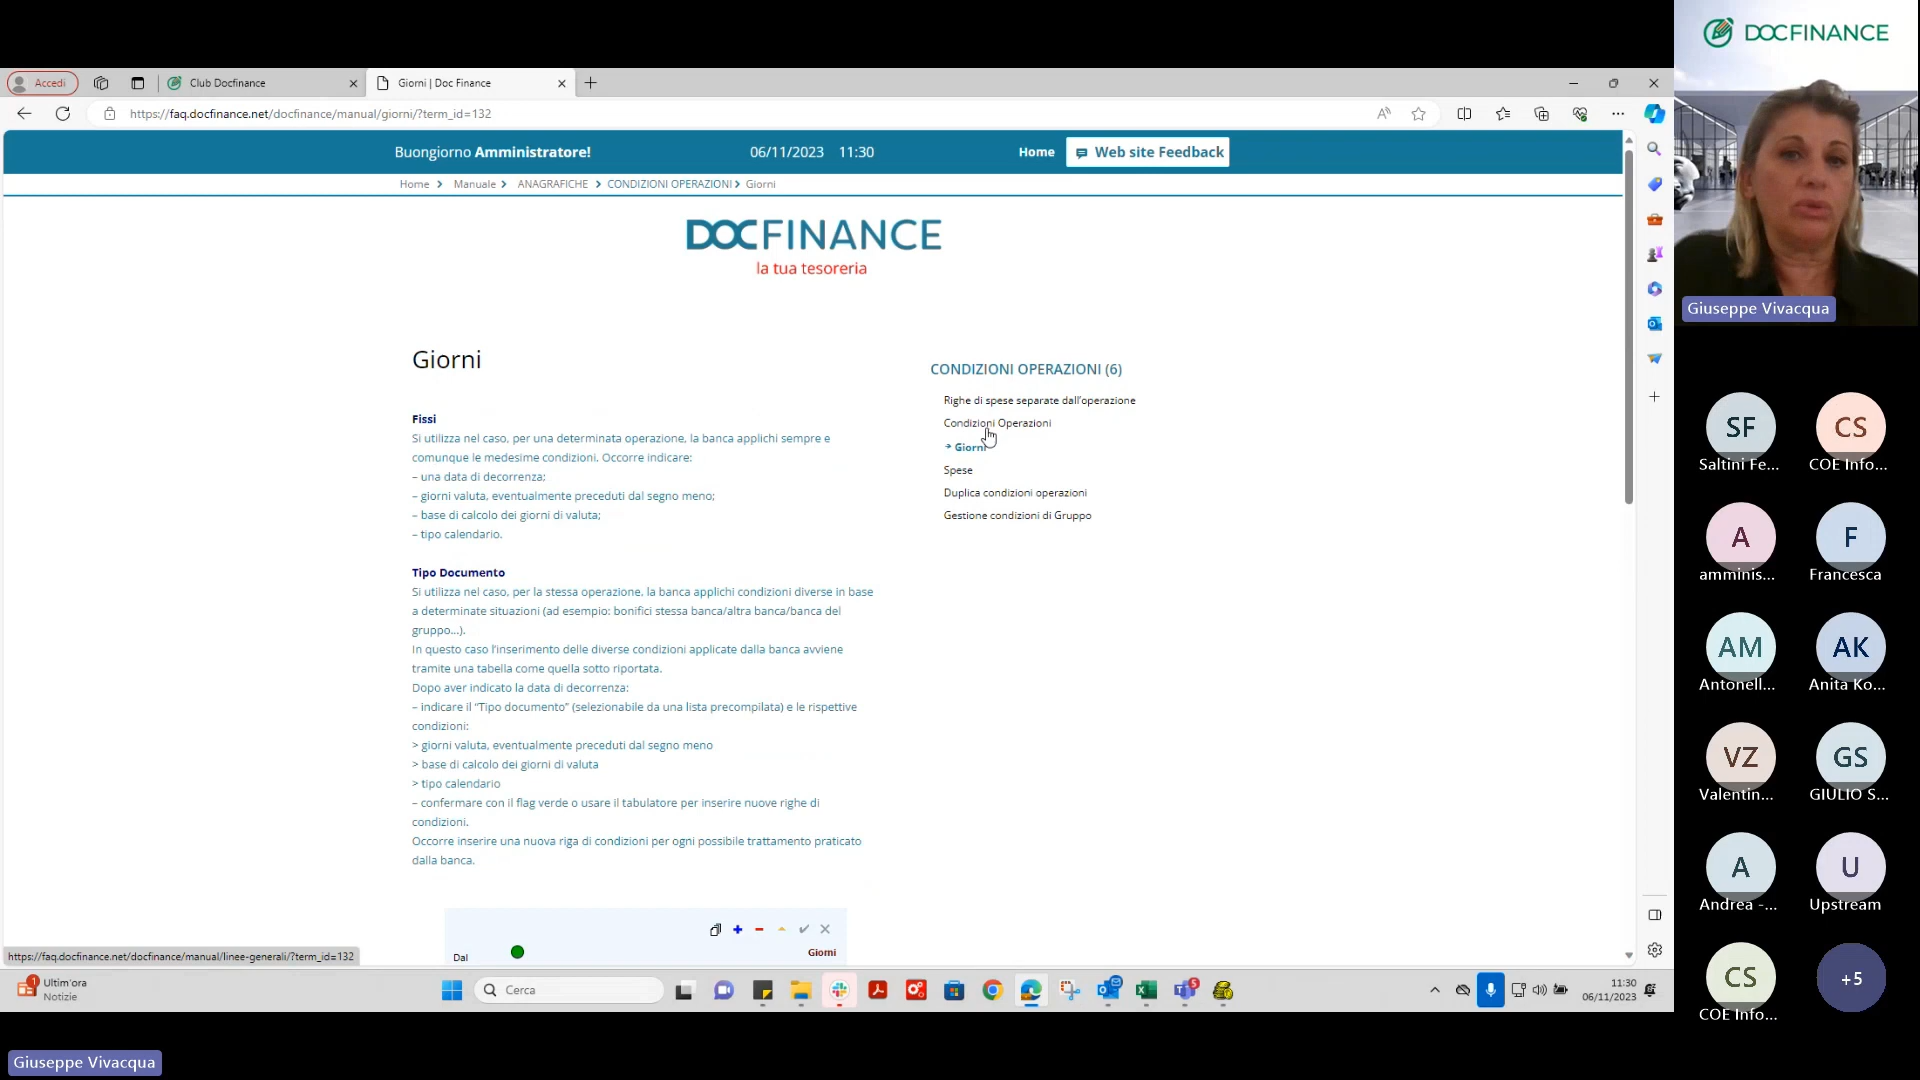 DOCFINANCE
Accedi
Club Docfinance
Giorni | Doc Finance
https://faq.docfinance.net/docfinance/manual/giorni/?term_id=132
Buongiorno Amministratore!
06/11/2023 11:30
Home
Web site Feedback
Home > Manuale > ANAGRAFICHE > CONDIZIONI OPERAZIONI > Giorni
DOCFINANCE
la tua tesoreria
Giorni
Fissi
Si utilizza nel caso, per una determinata operazione, la banca applichi sempre e
comunque le medesime condizioni. Occorre indicare:
– una data di decorrenza;
– giorni valuta, eventualmente preceduti dal segno meno;
– base di calcolo dei giorni di valuta;
– tipo calendario.
Tipo Documento
Si utilizza nel caso, per la stessa operazione, la banca applichi condizioni diverse in base
a determinate situazioni (ad esempio: bonifici stessa banca/altra banca/banca del
gruppo…).
In questo caso l’inserimento delle diverse condizioni applicate dalla banca avviene
tramite una tabella come quella sotto riportata.
Dopo aver indicato la data di decorrenza:
– indicare il “Tipo documento” (selezionabile da una lista precompilata) e le rispettive
condizioni:
> giorni valuta, eventualmente preceduti dal segno meno
> base di calcolo dei giorni di valuta
> tipo calendario
– confermare con il flag verde o usare il tabulatore per inserire nuove righe di
condizioni.
Occorre inserire una nuova riga di condizioni per ogni possibile trattamento praticato
dalla banca.
Dal
Giorni
CONDIZIONI OPERAZIONI (6)
Righe di spese separate dall’operazione
Condizioni Operazioni
Giorni
Spese
Duplica condizioni operazioni
Gestione condizioni di Gruppo
https://faq.docfinance.net/docfinance/manual/linee-generali/?term_id=132
1
Ultim'ora
Notizie
Cerca
5
11:30
06/11/2023
Giuseppe Vivacqua
Giuseppe Vivacqua
SF
Saltini Fe...
CS
COE Info...
A
amminis...
F
Francesca
AM
Antonell...
AK
Anita Ko...
VZ
Valentin...
GS
GIULIO S...
A
Andrea -...
U
Upstream
CS
COE Info...
+5